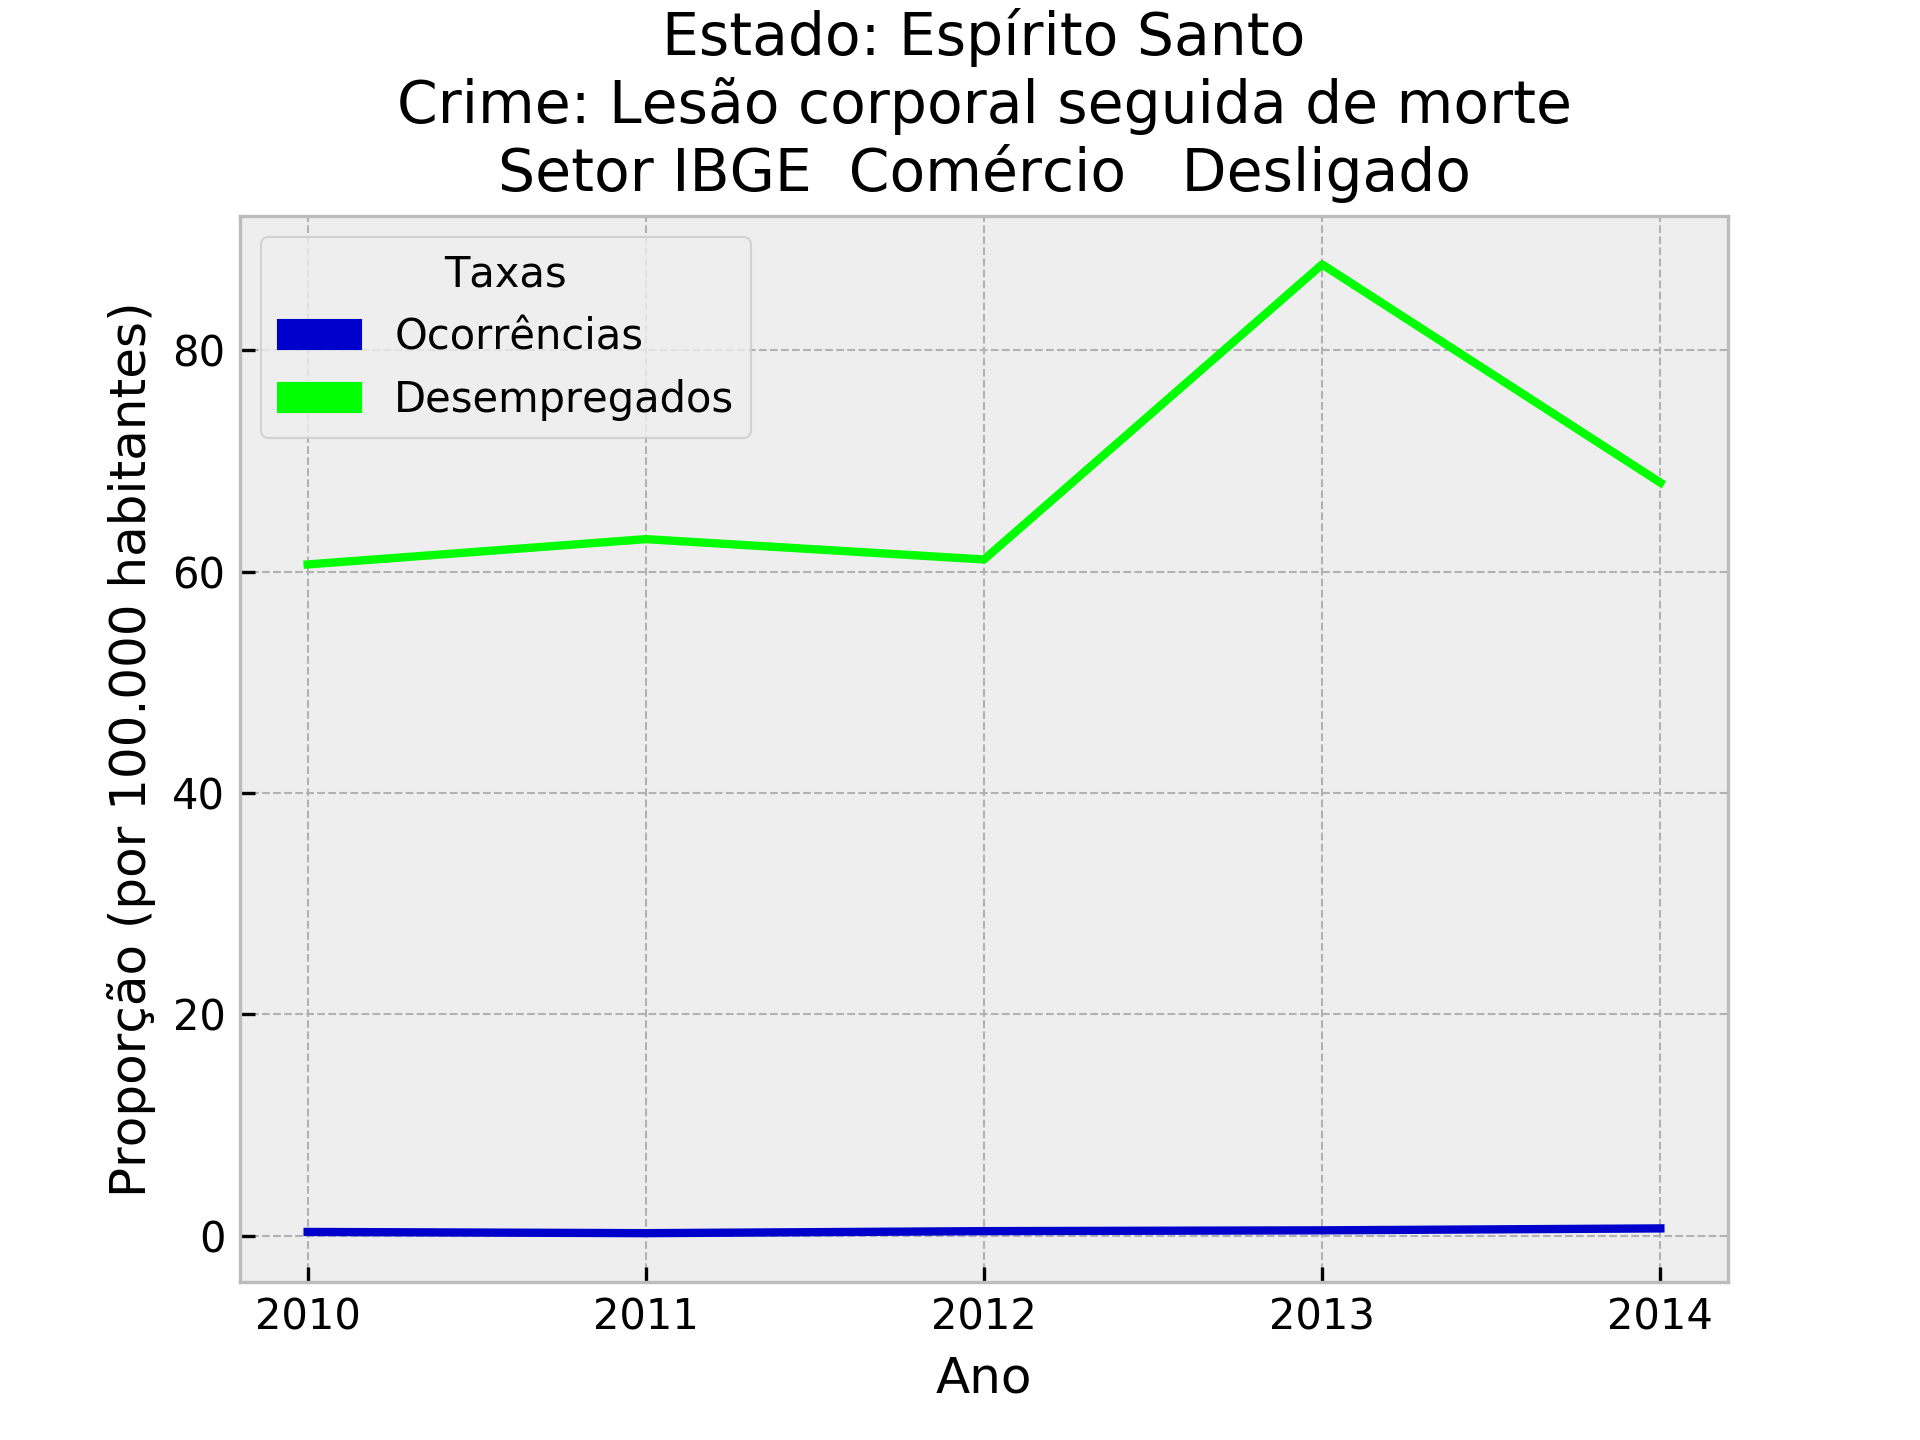 Estado: Espírito Santo
Crime: Lesão corporal seguida de morte
Setor IBGE  Comércio   Desligado
Taxas
Ocorrências
Desempregados
Proporção (por 100.000 habitantes)
80
60
40
20
0
2010 2011 2012 2013 2014
Ano